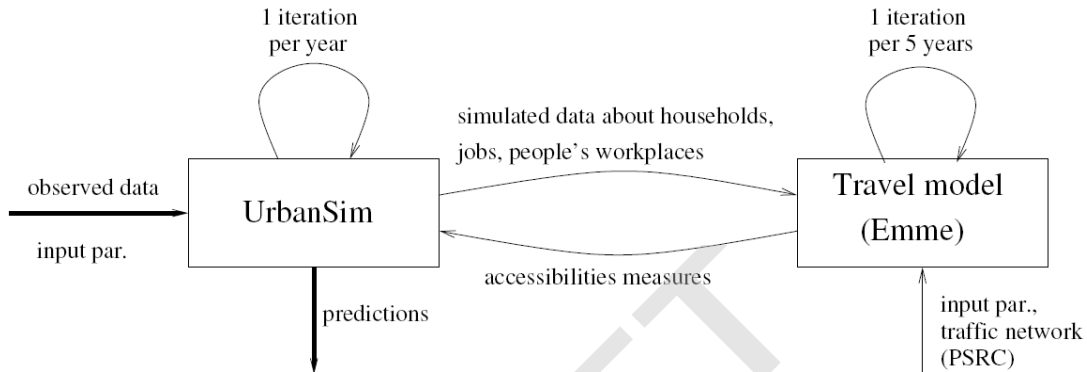 1 iteration
per year
1 iteration
per 5 years
simulated data about households,
jobs, people's workplaces
observed data
input par.
UrbanSim
Travel model
(Emme)
accessibilities measures
predictions
input par.,
traffic network
(PSRC)